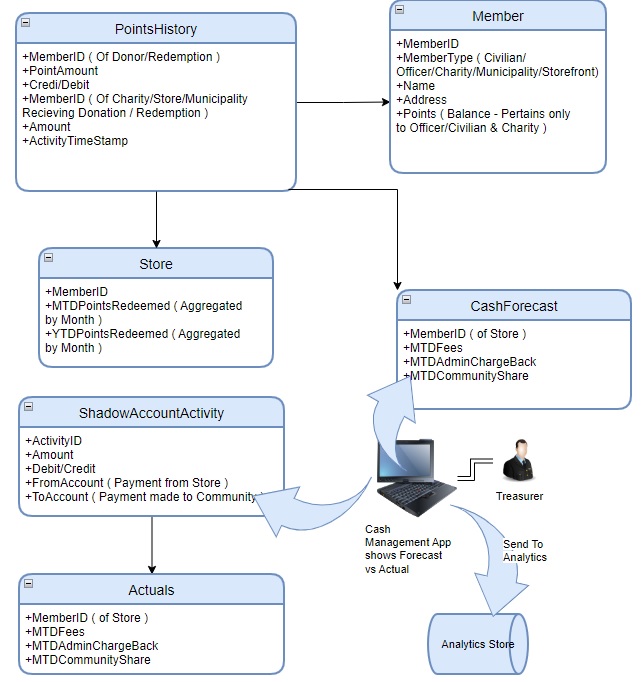 PointsHistory
+MemberID ( Of Donor/Redemption )
+PointAmount
+Credi/Debit
+MemberID ( Of Charity/Store/Municipality
Recieving Donation / Redemption )
+Amount
+ActivityTimeStamp
Member
+MemberID
+MemberType ( Civilian/
Officer/Charity/Municipality/Storefront)
+Name
+Address
+Points ( Balance - Pertains only
to Officer/Civilian & Charity )
Store
+MemberID
+MTDPointsRedeemed ( Aggregated
by Month )
+YTDPointsRedeemed ( Aggregated
by Month )
CashForecast
+MemberID ( of Store )
+MTDFees
+MTDAdminChargeBack
+MTDCommunityShare
ShadowAccountActivity
+ActivityID
+Amount
+Debit/Credit
+FromAccount ( Payment from Store )
+ToAccount ( Payment made to Community
Treasurer
Cash
Management App
shows Forecast
vs Actual
Send To
Analytics
Actuals
+MemberID ( of Store )
+MTDFees
+MTDAdminChargeBack
+MTDCommunityShare
Analytics Store